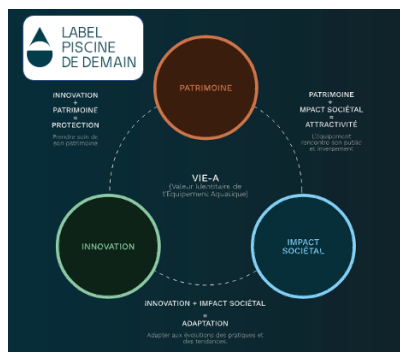 LABEL
PISCINE
DE DEMAIN
PATRIMOINE
INNOVATION
+
PATRIMOINE
=
PROTECTION
Prendre soin de
son patrimoine
PATRIMOINE
+
IMPACT SOCIÉTAL
=
ATTRACTIVITÉ
L'équipement
rencontre son public
et inversement
VIE-A
(Valeur Identitaire de
l'Équipement Aquatique)
INNOVATION
IMPACT
SOCIÉTAL
INNOVATION + IMPACT SOCIÉTAL
=
ADAPTATION
Adapter aux évolutions des pratiques et
des tendances.